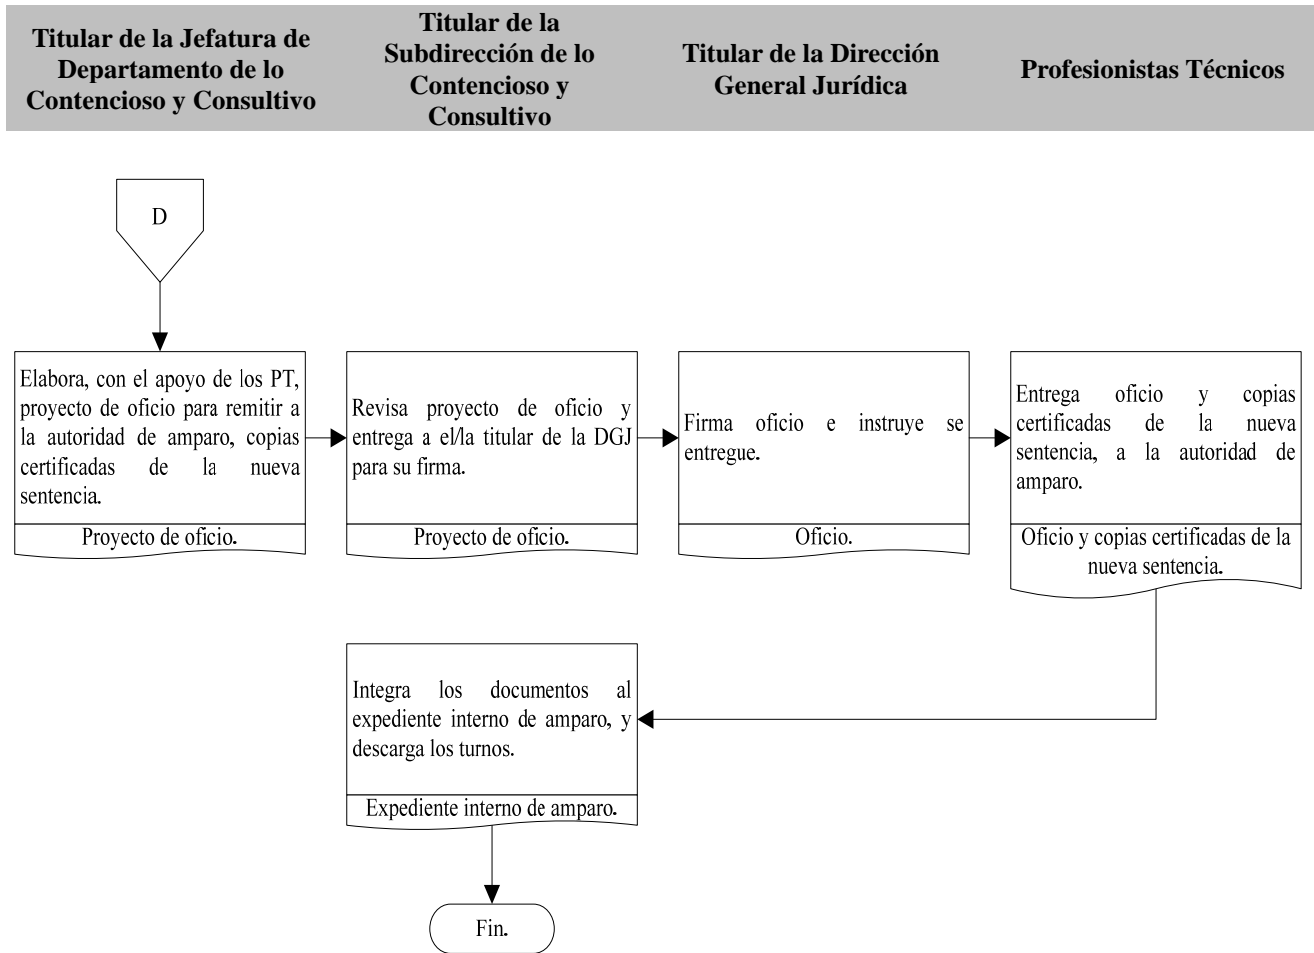 Titular de la Jefatura de
Departamento de lo
Contencioso y Consultivo
Titular de la
Subdirección de lo
Contencioso y
Consultivo
Titular de la Dirección
General Jurídica
Profesionistas Técnicos
D
Elabora, con el apoyo de los PT,
proyecto de oficio para remitir a
la autoridad de amparo, copias
certificadas de la nueva
sentencia.
Proyecto de oficio.
Revisa proyecto de oficio y
entrega a el/la titular de la DGJ
para su firma.
Proyecto de oficio.
Firma oficio e instruye se
entregue.
Oficio.
Entrega oficio y copias
certificadas de la nueva
sentencia, a la autoridad de
amparo.
Oficio y copias certificadas de la
nueva sentencia.
Integra los documentos al
expediente interno de amparo, y
descarga los turnos.
Expediente interno de amparo.
Fin.